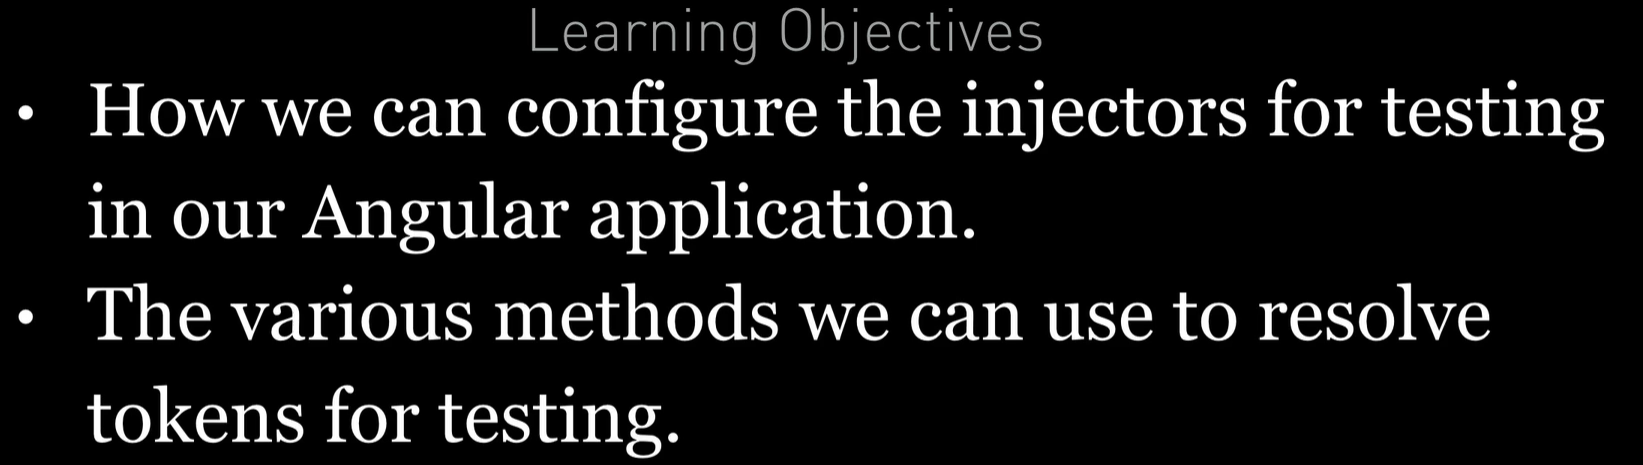 Learning Objectives
• How we can configure the injectors for testing
in our Angular application.
• The various methods we can use to resolve
tokens for testing.